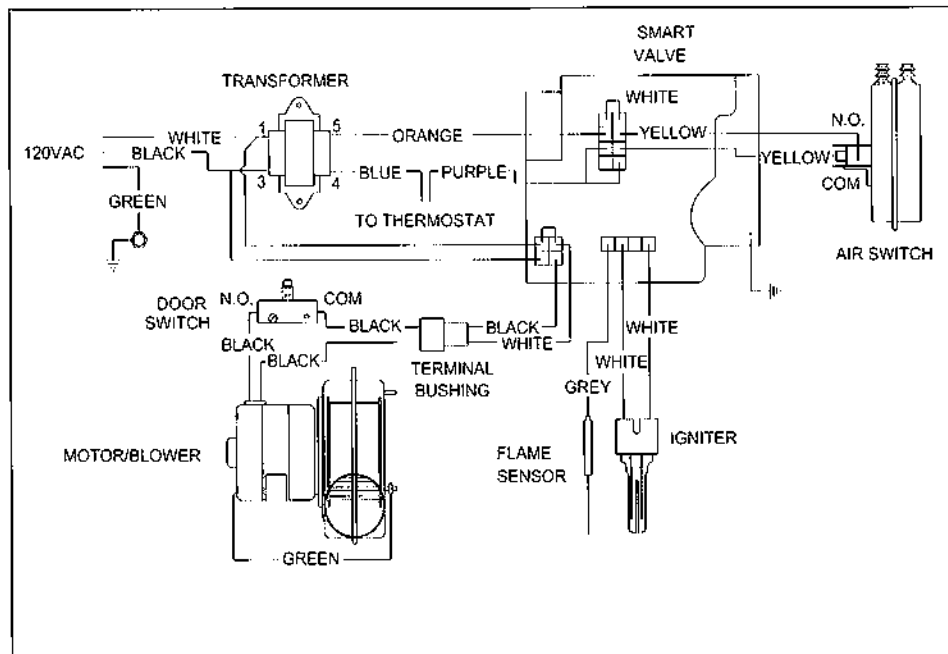 SMART
VALVE
TRANSFORMER
WHITE
N.O.
1
5
WHITE
ORANGE
YELLOW
120VAC
BLACK
YELLOW
3
4
BLUE
PURPLE
COM
GREEN
TO THERMOSTAT
AIR SWITCH
DOOR
SWITCH
N.O.
COM
BLACK
BLACK
WHITE
WHITE
BLACK
BLACK
TERMINAL
BUSHING
WHITE
GREY
MOTOR/BLOWER
FLAME
SENSOR
IGNITER
GREEN